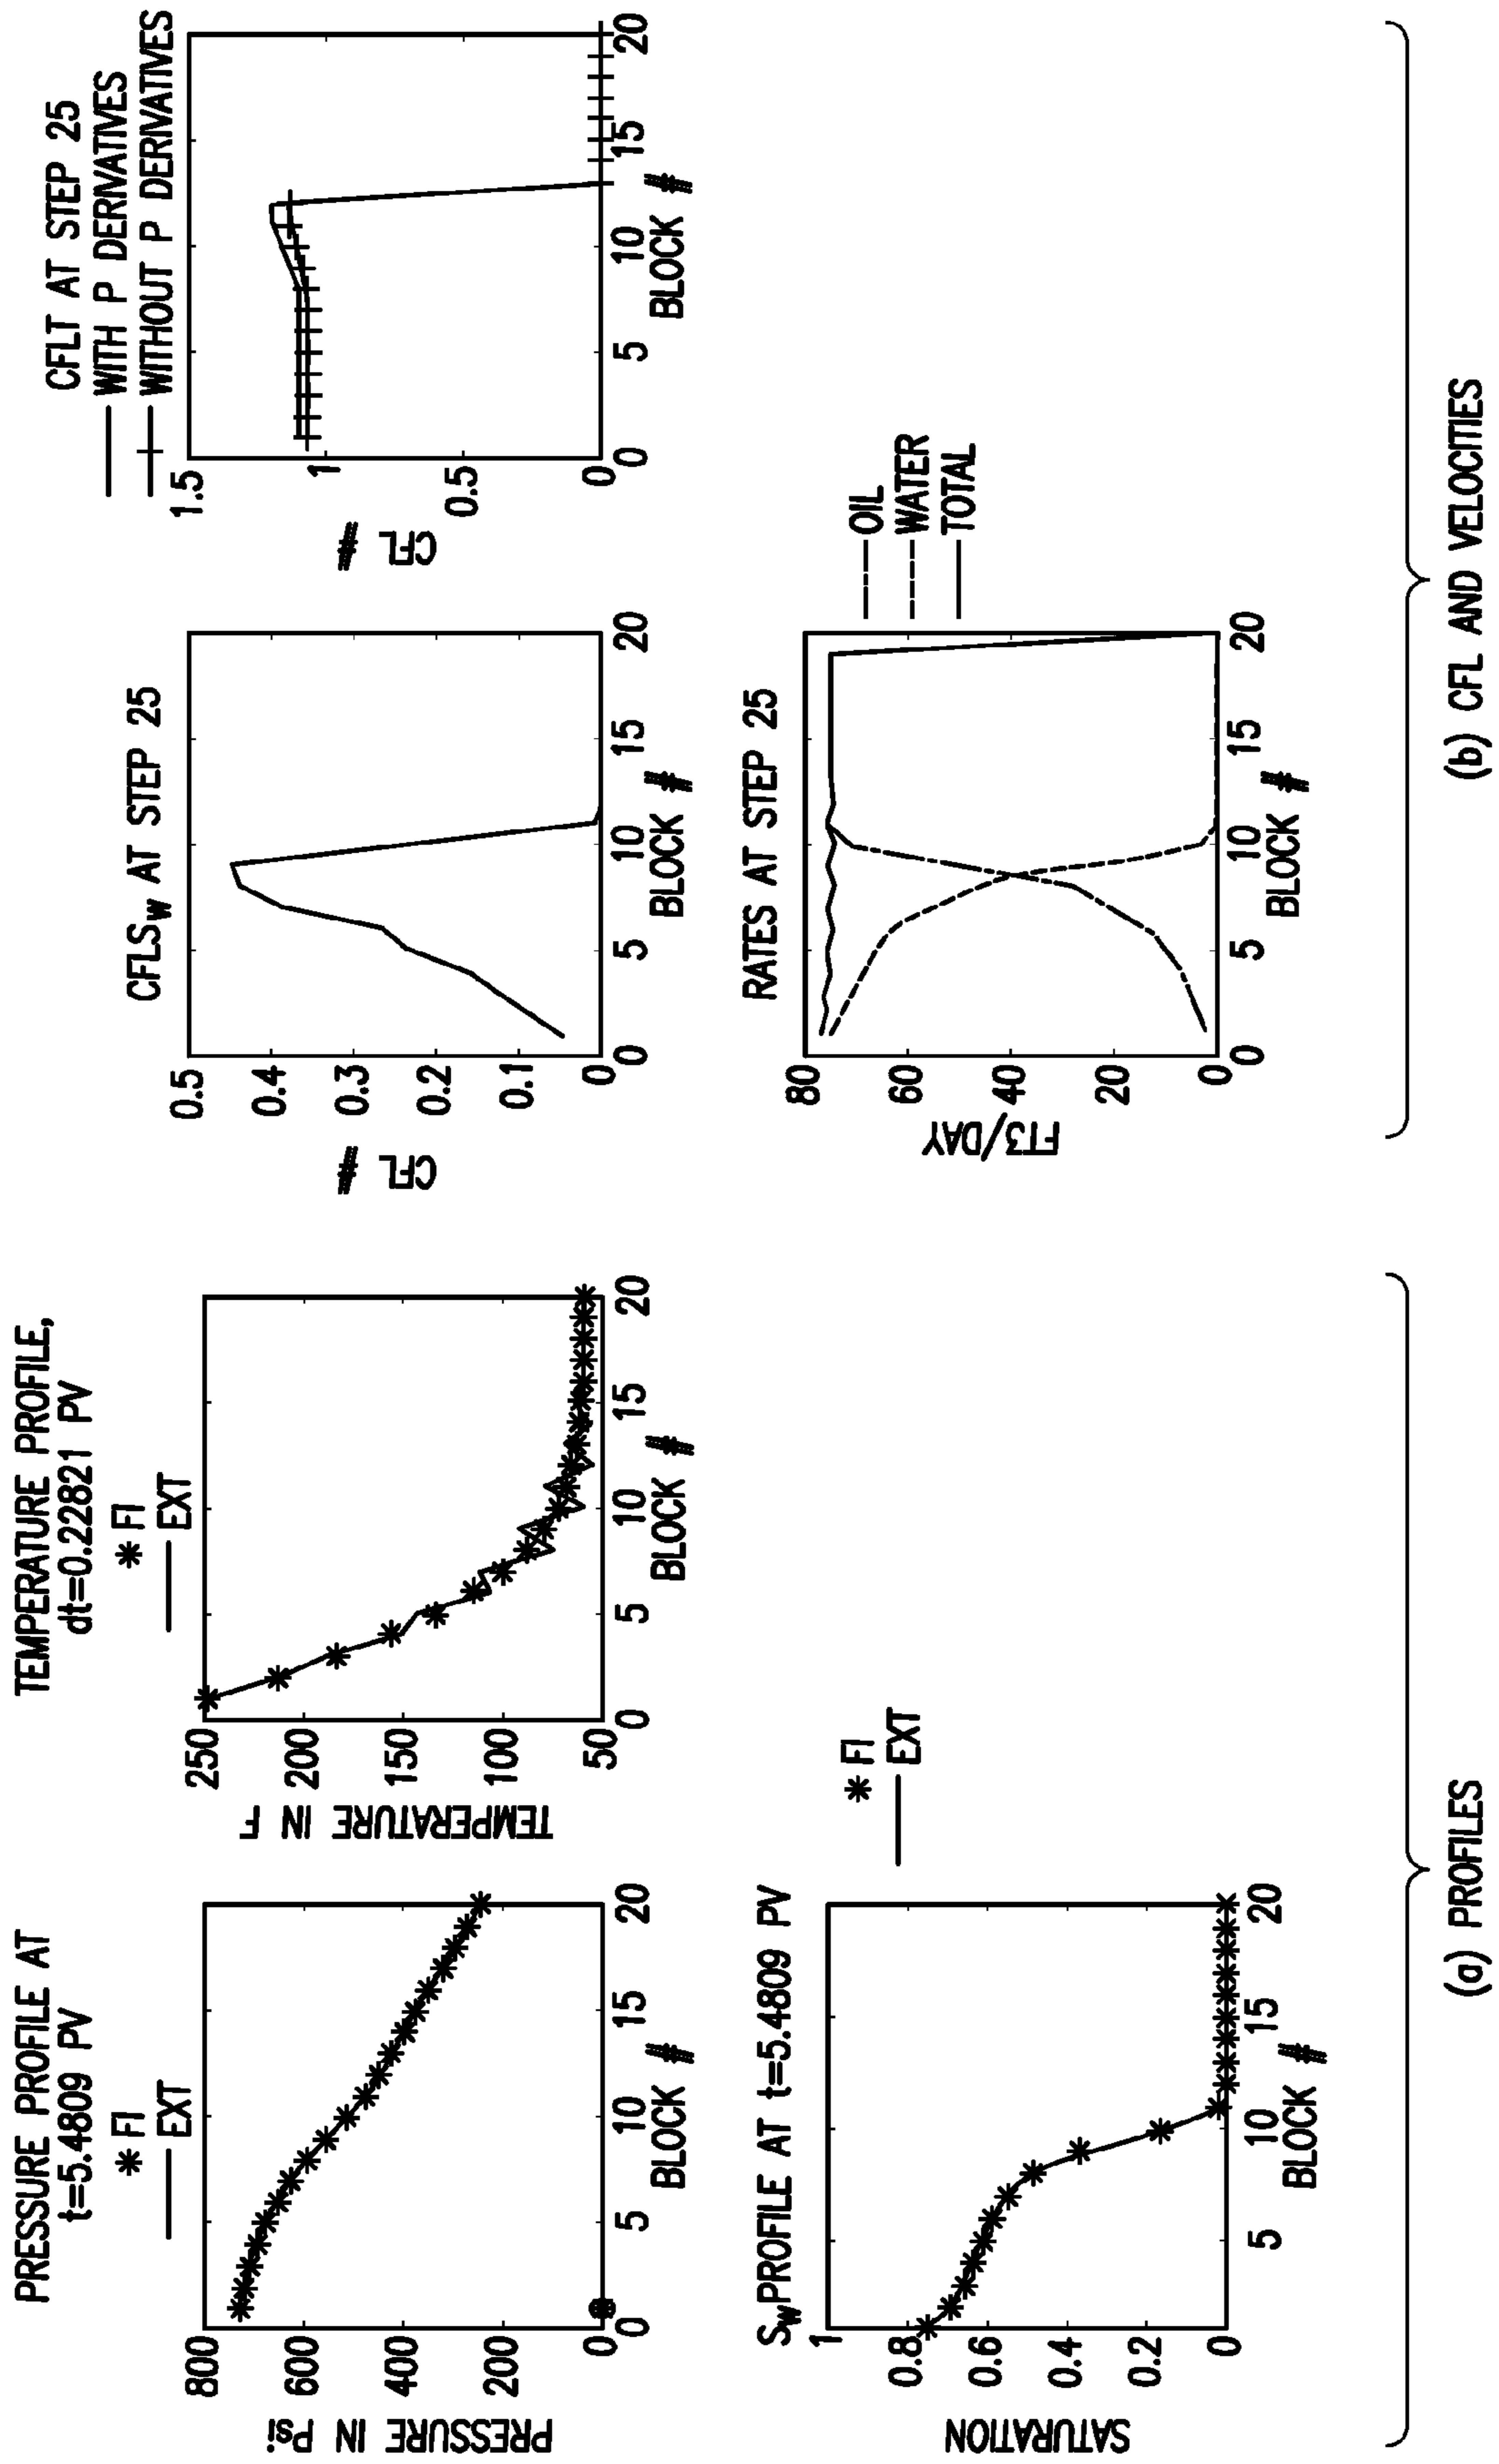 PRESSURE PROFILE AT
t=5.4809 PV
FI
EXT
PRESSURE IN Psi
800
600
400
200
0
0 5 10 15 20
BLOCK #
TEMPERATURE PROFILE,
dt=0.22821 PV
FI
EXT
TEMPERATURE IN F
250
200
150
100
50
0 5 10 15 20
BLOCK #
Sw PROFILE AT t=5.4809 PV
FI
EXT
SATURATION
1
0.8
0.6
0.4
0.2
0
5 10 15 20
BLOCK #
(a) PROFILES
CFLSw AT STEP 25
CFL #
0.5
0.4
0.3
0.2
0.1
0
0 5 10 15 20
BLOCK #
CFLT AT STEP 25
WITH P DERIVATIVES
WITHOUT P DERIVATIVES
CFL #
1.5
1
0.5
0
0 5 10 15 20
BLOCK #
RATES AT STEP 25
OIL
WATER
TOTAL
FT3/DAY
80
60
40
20
0
0 5 10 15 20
BLOCK #
(b) CFL AND VELOCITIES